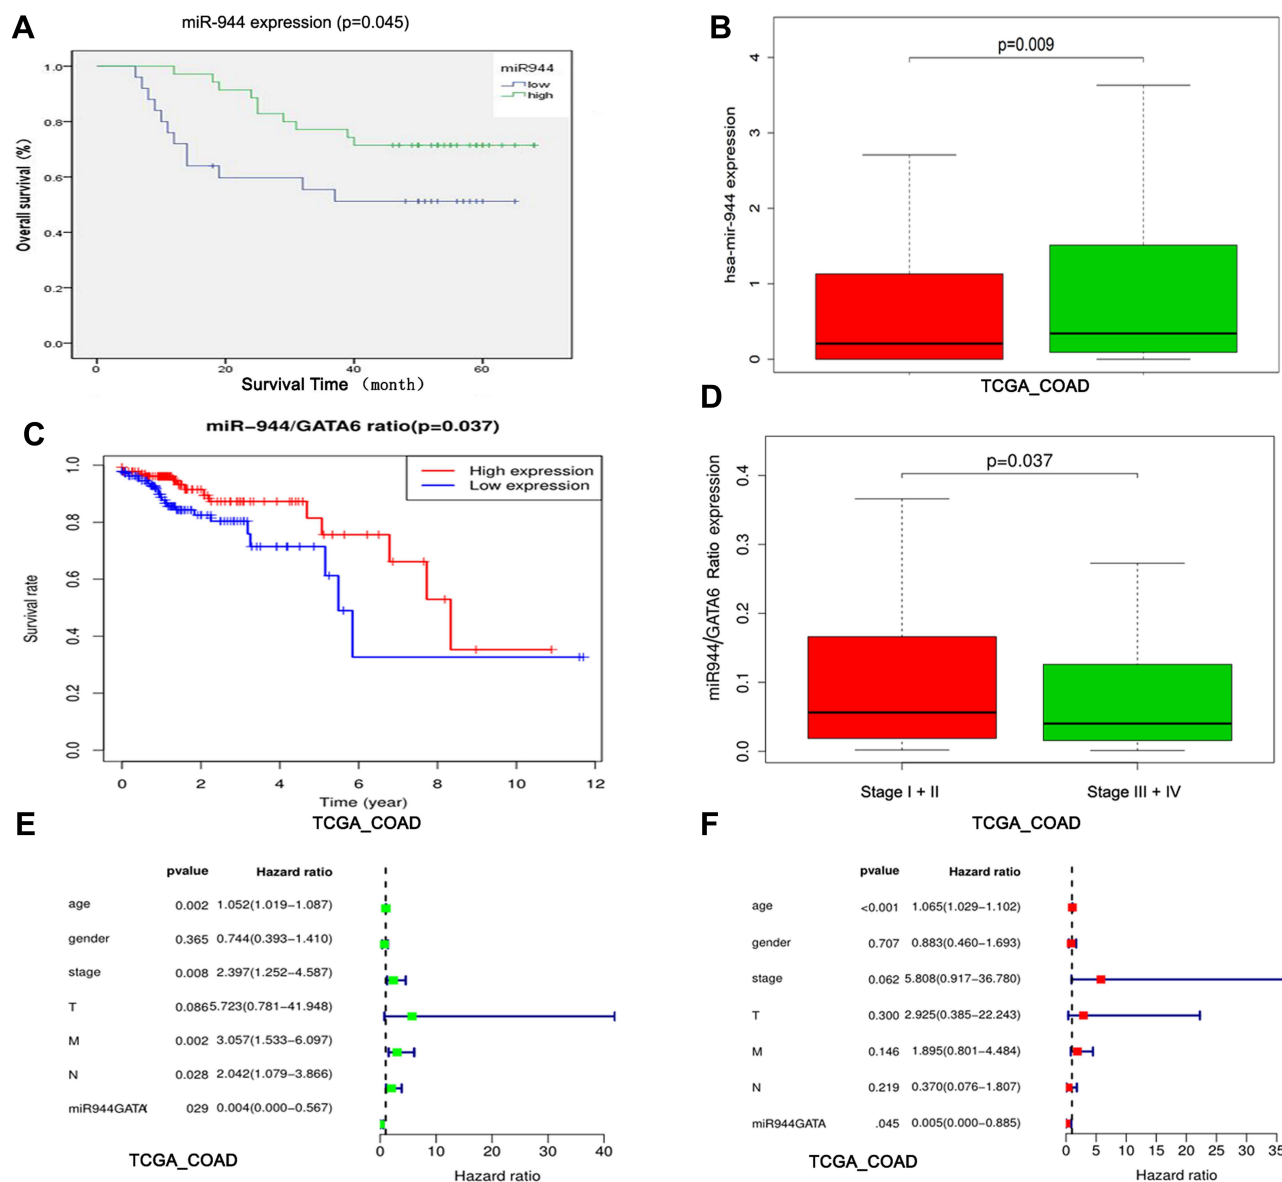 A
miR-944 expression (p=0.045)
miR944
low
high
Overall survival (%)
1.0
0.8
0.6
0.4
0.2
0.0
0
20
40
60
Survival Time (month)
B
p=0.009
hsa-mir-944 expression
4
3
2
1
0
TCGA_COAD
C
miR-944/GATA6 ratio(p=0.037)
High expression
Low expression
Survival rate
1.0
0.8
0.6
0.4
0.2
0.0
0 2 4 6 8 10 12
Time (year)
TCGA_COAD
D
p=0.037
miR944/GATA6 Ratio expression
0.4
0.3
0.2
0.1
0.0
Stage I + II
Stage III + IV
TCGA_COAD
E
pvalue Hazard ratio
age 0.002 1.052(1.019-1.087)
gender 0.365 0.744(0.393-1.410)
stage 0.008 2.397(1.252-4.587)
T 0.086 5.723(0.781-41.948)
M 0.002 3.057(1.533-6.097)
N 0.028 2.042(1.079-3.866)
miR944GATA 029 0.004(0.000-0.567)
0 10 20 30 40
Hazard ratio
TCGA_COAD
F
pvalue Hazard ratio
age <0.001 1.065(1.029-1.102)
gender 0.707 0.883(0.460-1.693)
stage 0.062 5.808(0.917-36.780)
T 0.300 2.925(0.385-22.243)
M 0.146 1.895(0.801-4.484)
N 0.219 0.370(0.076-1.807)
miR944GATA .045 0.005(0.000-0.885)
0 5 10 15 20 25 30 35
Hazard ratio
TCGA_COAD